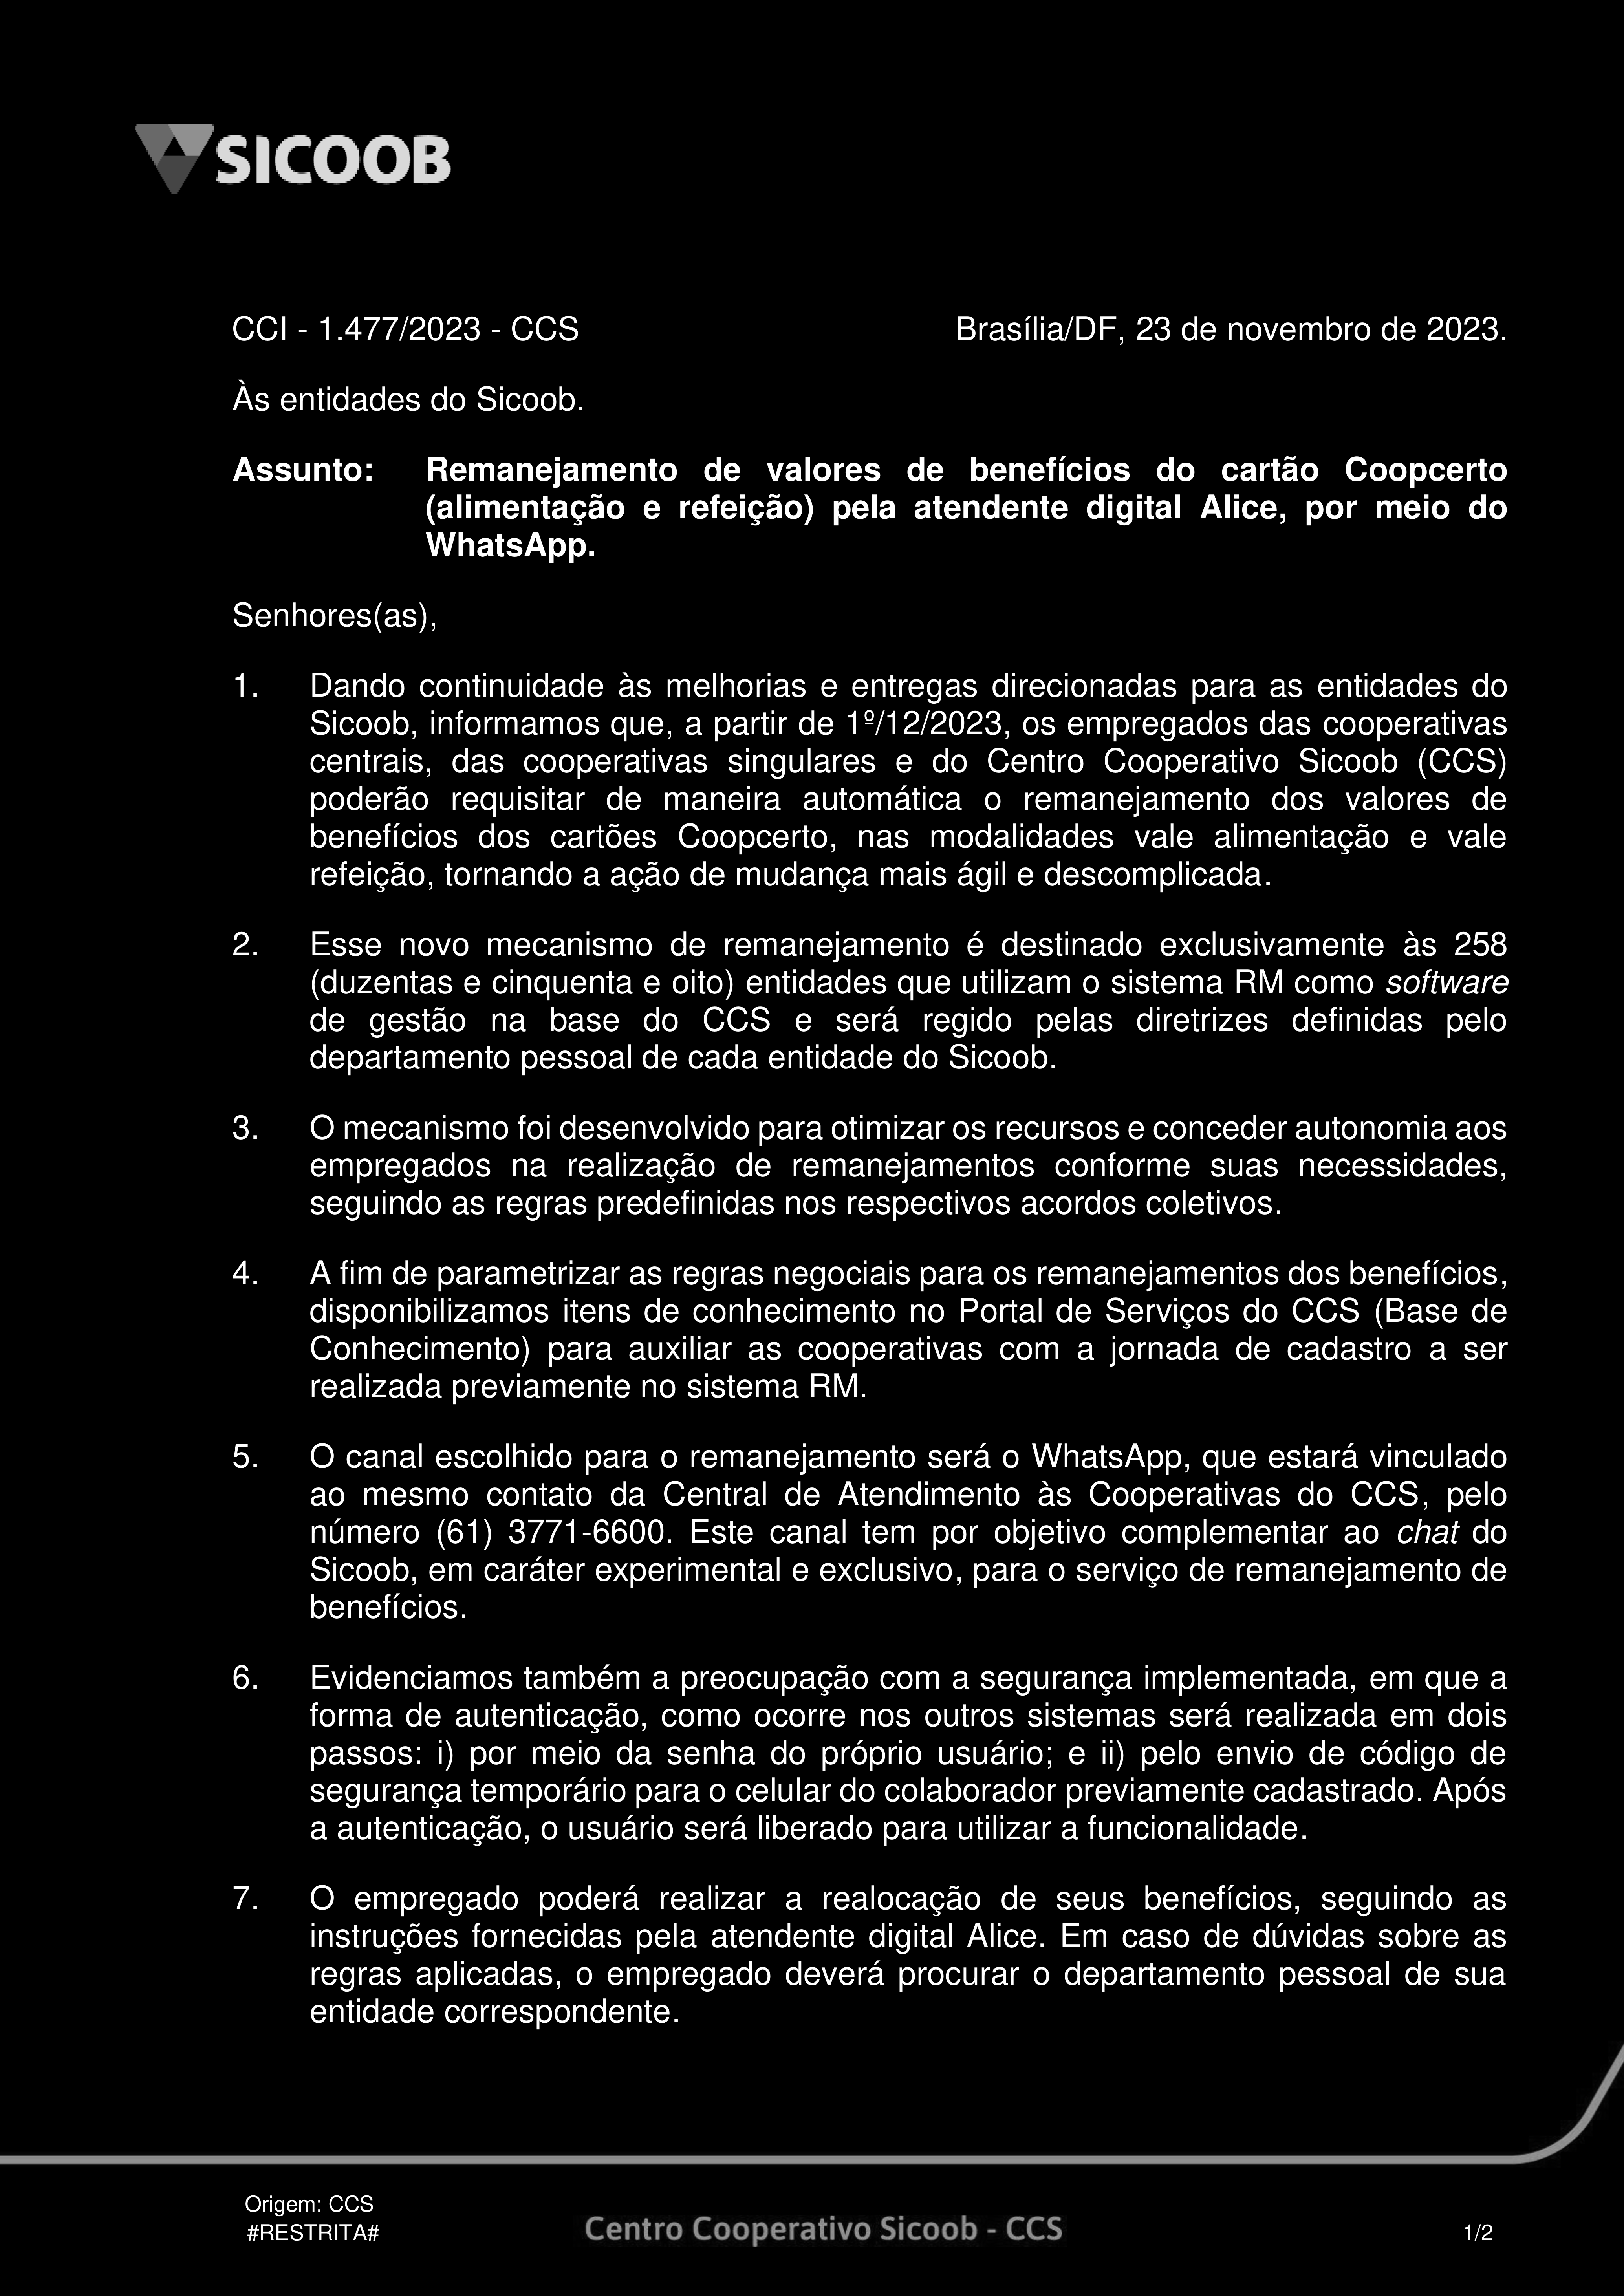 SICOOB
CCI - 1.477/2023 - CCS Brasília/DF, 23 de novembro de 2023.
Às entidades do Sicoob.
Assunto: Remanejamento de valores de benefícios do cartão Coopcerto
(alimentação e refeição) pela atendente digital Alice, por meio do
WhatsApp.
Senhores(as),
1. Dando continuidade às melhorias e entregas direcionadas para as entidades do
Sicoob, informamos que, a partir de 1º/12/2023, os empregados das cooperativas
centrais, das cooperativas singulares e do Centro Cooperativo Sicoob (CCS)
poderão requisitar de maneira automática o remanejamento dos valores de
benefícios dos cartões Coopcerto, nas modalidades vale alimentação e vale
refeição, tornando a ação de mudança mais ágil e descomplicada.
2. Esse novo mecanismo de remanejamento é destinado exclusivamente às 258
(duzentas e cinquenta e oito) entidades que utilizam o sistema RM como software
de gestão na base do CCS e será regido pelas diretrizes definidas pelo
departamento pessoal de cada entidade do Sicoob.
3. O mecanismo foi desenvolvido para otimizar os recursos e conceder autonomia aos
empregados na realização de remanejamentos conforme suas necessidades,
seguindo as regras predefinidas nos respectivos acordos coletivos.
4. A fim de parametrizar as regras negociais para os remanejamentos dos benefícios,
disponibilizamos itens de conhecimento no Portal de Serviços do CCS (Base de
Conhecimento) para auxiliar as cooperativas com a jornada de cadastro a ser
realizada previamente no sistema RM.
5. O canal escolhido para o remanejamento será o WhatsApp, que estará vinculado
ao mesmo contato da Central de Atendimento às Cooperativas do CCS, pelo
número (61) 3771-6600. Este canal tem por objetivo complementar ao chat do
Sicoob, em caráter experimental e exclusivo, para o serviço de remanejamento de
benefícios.
6. Evidenciamos também a preocupação com a segurança implementada, em que a
forma de autenticação, como ocorre nos outros sistemas será realizada em dois
passos: i) por meio da senha do próprio usuário; e ii) pelo envio de código de
segurança temporário para o celular do colaborador previamente cadastrado. Após
a autenticação, o usuário será liberado para utilizar a funcionalidade.
7. O empregado poderá realizar a realocação de seus benefícios, seguindo as
instruções fornecidas pela atendente digital Alice. Em caso de dúvidas sobre as
regras aplicadas, o empregado deverá procurar o departamento pessoal de sua
entidade correspondente.
Origem: CCS
#RESTRITA# Centro Cooperativo Sicoob - CCS 1/2